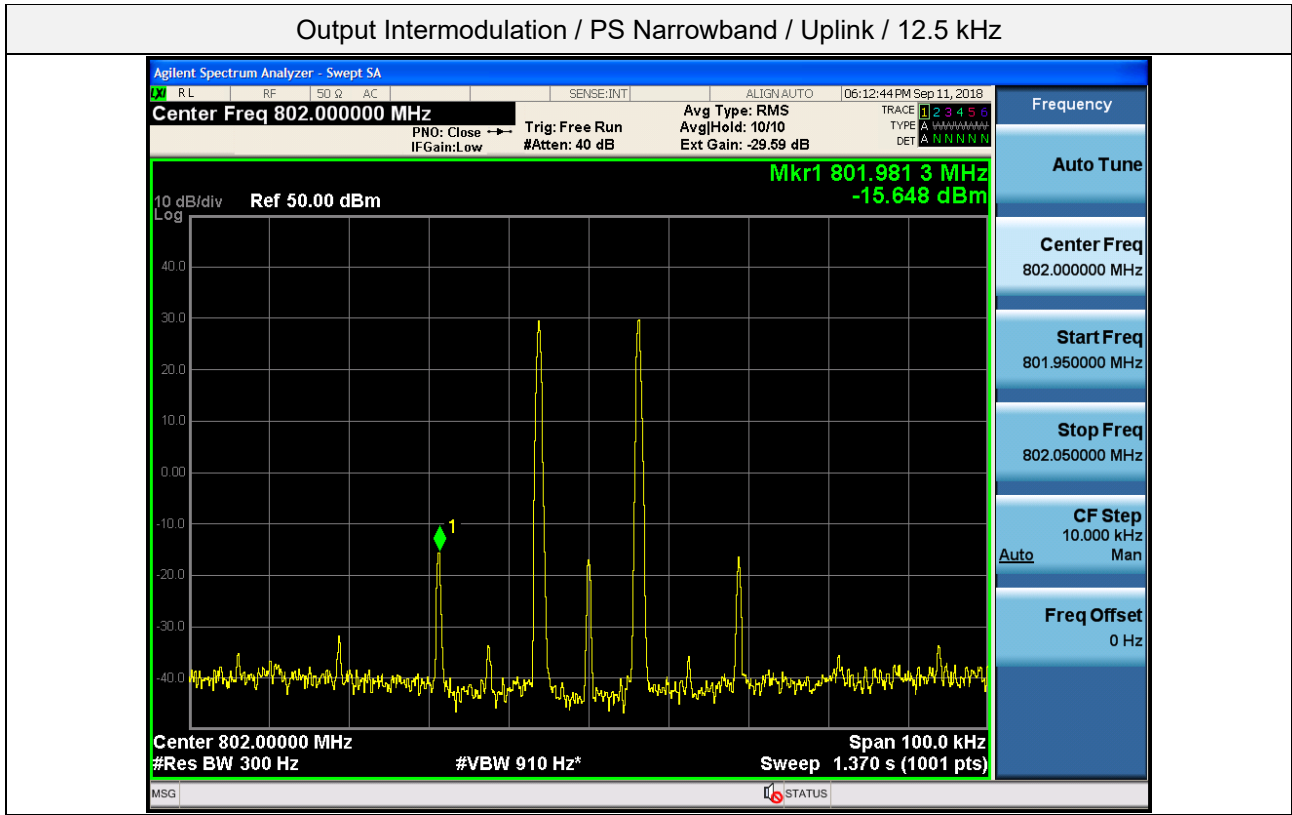 Output Intermodulation / PS Narrowband / Uplink / 12.5 kHz
Agilent Spectrum Analyzer - Swept SA
LXI RL RF 50 Ω AC SENSE:INT ALIGN AUTO 06:12:44 PM Sep 11, 2018
Center Freq 802.000000 MHz
PNO: Close
IFGain:Low
Trig: Free Run
#Atten: 40 dB
Avg Type: RMS
Avg|Hold: 10/10
Ext Gain: -29.59 dB
TRACE 1 2 3 4 5 6
TYPE A
DET A N N N N N
Mkr1 801.981 3 MHz
-15.648 dBm
10 dB/div Ref 50.00 dBm
Log
40.0
30.0
20.0
10.0
0.00
-10.0
-20.0
-30.0
-40.0
1
Center 802.00000 MHz Span 100.0 kHz
#Res BW 300 Hz #VBW 910 Hz* Sweep 1.370 s (1001 pts)
MSG STATUS
Frequency
Auto Tune
Center Freq
802.000000 MHz
Start Freq
801.950000 MHz
Stop Freq
802.050000 MHz
CF Step
10.000 kHz
Auto Man
Freq Offset
0 Hz